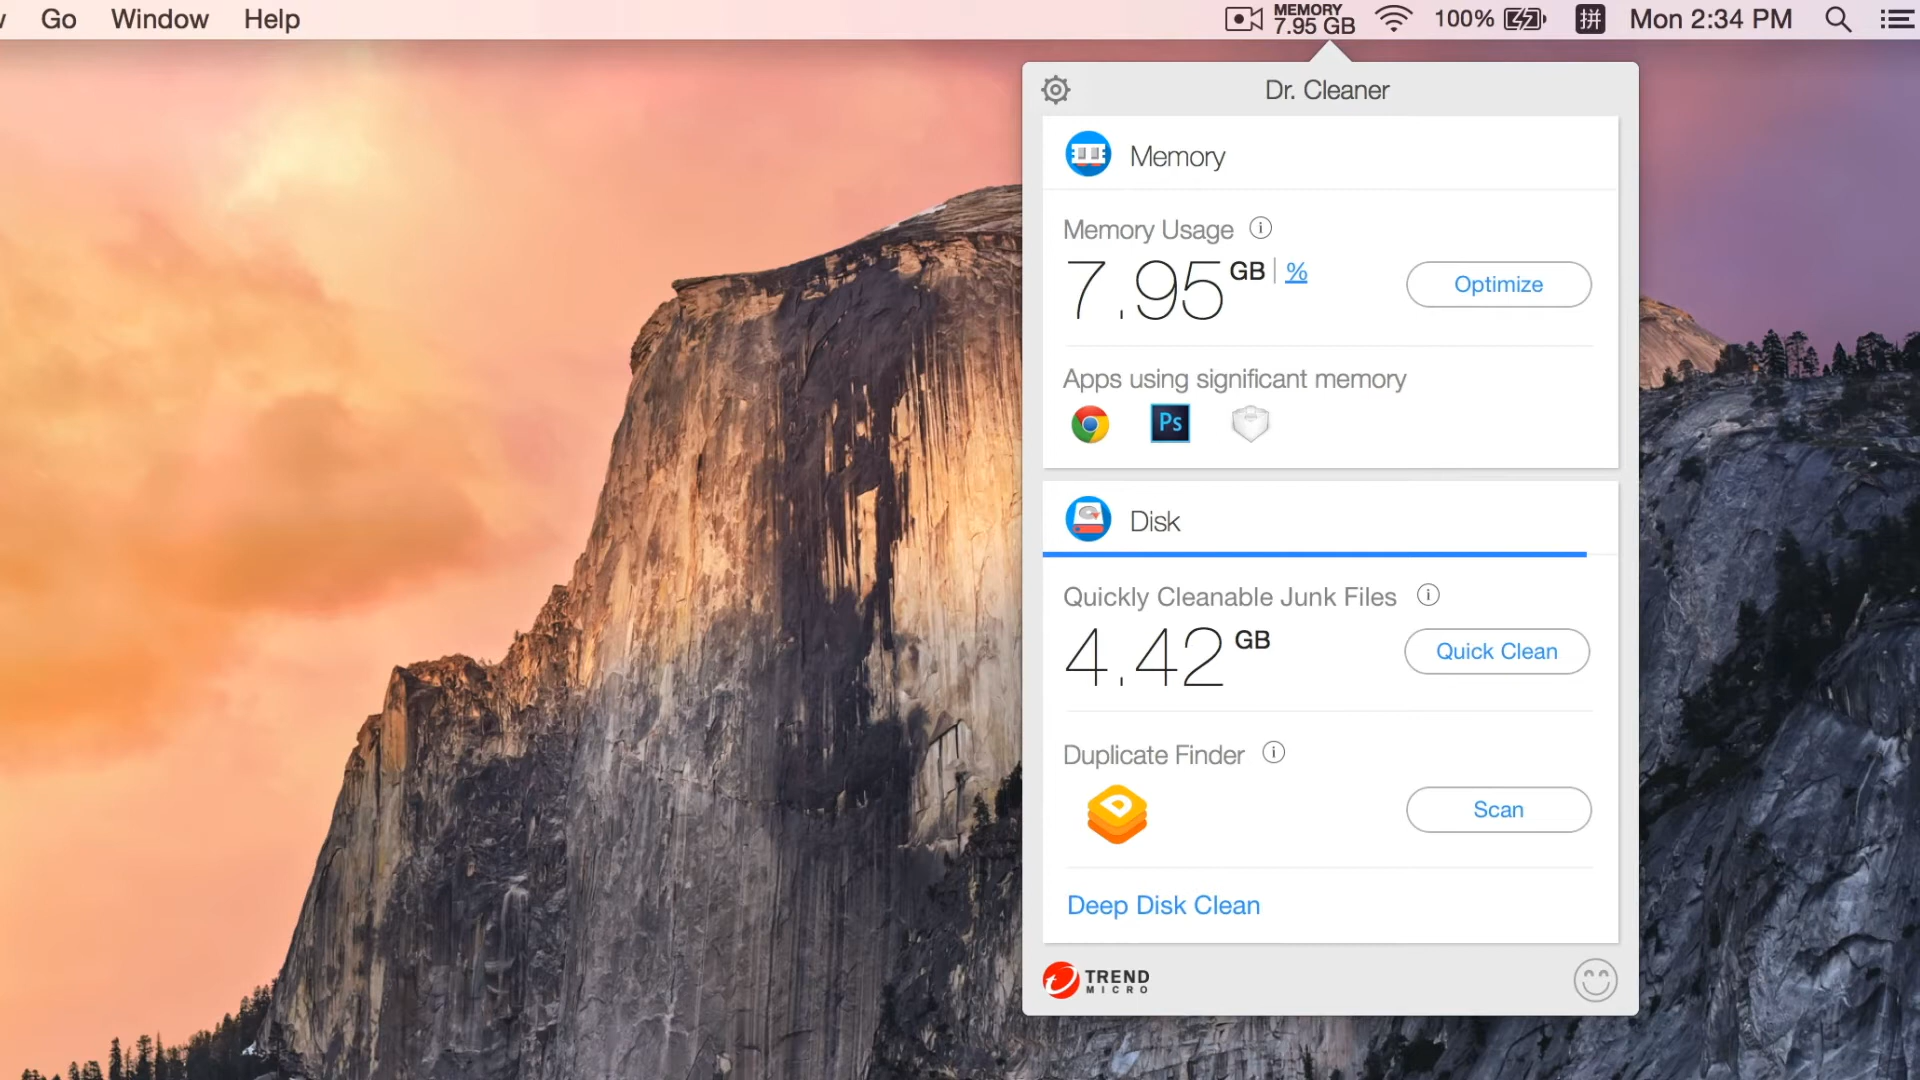 Go Window Help MEMORY 7.95 GB 100% 拼 Mon 2:34 PM
Dr. Cleaner
Memory
Memory Usage
7.95 GB | %
Optimize
Apps using significant memory
Ps
Disk
Quickly Cleanable Junk Files
4.42 GB
Quick Clean
Duplicate Finder
Scan
Deep Disk Clean
TREND
MICRO